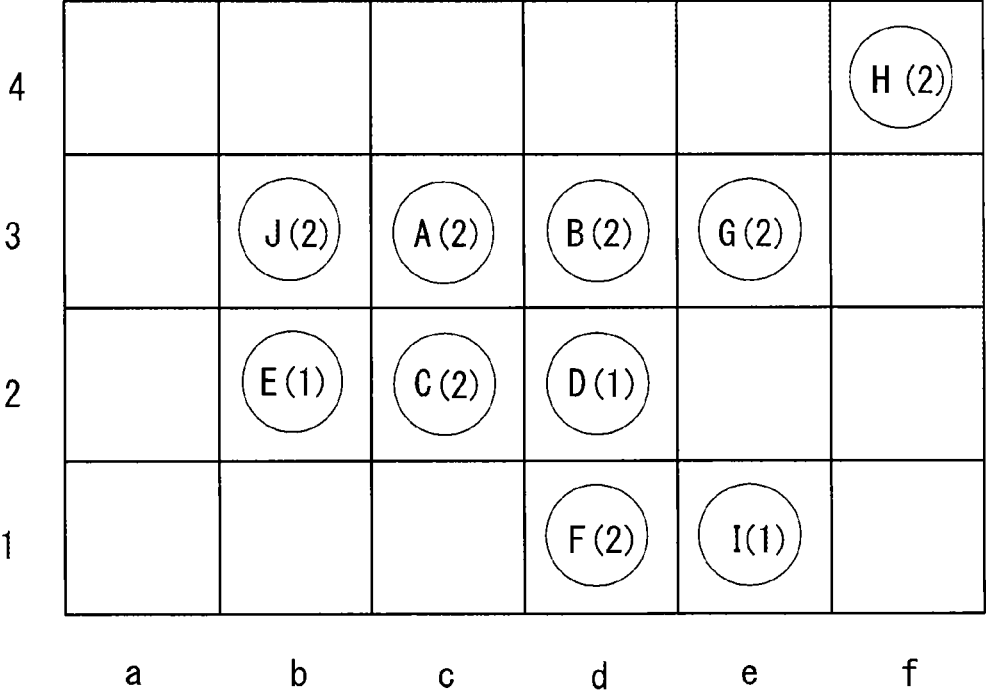 4 H (2)
3 J (2) A (2) B (2) G (2)
2 E (1) C (2) D (1)
1 F (2) I (1)
a b c d e f